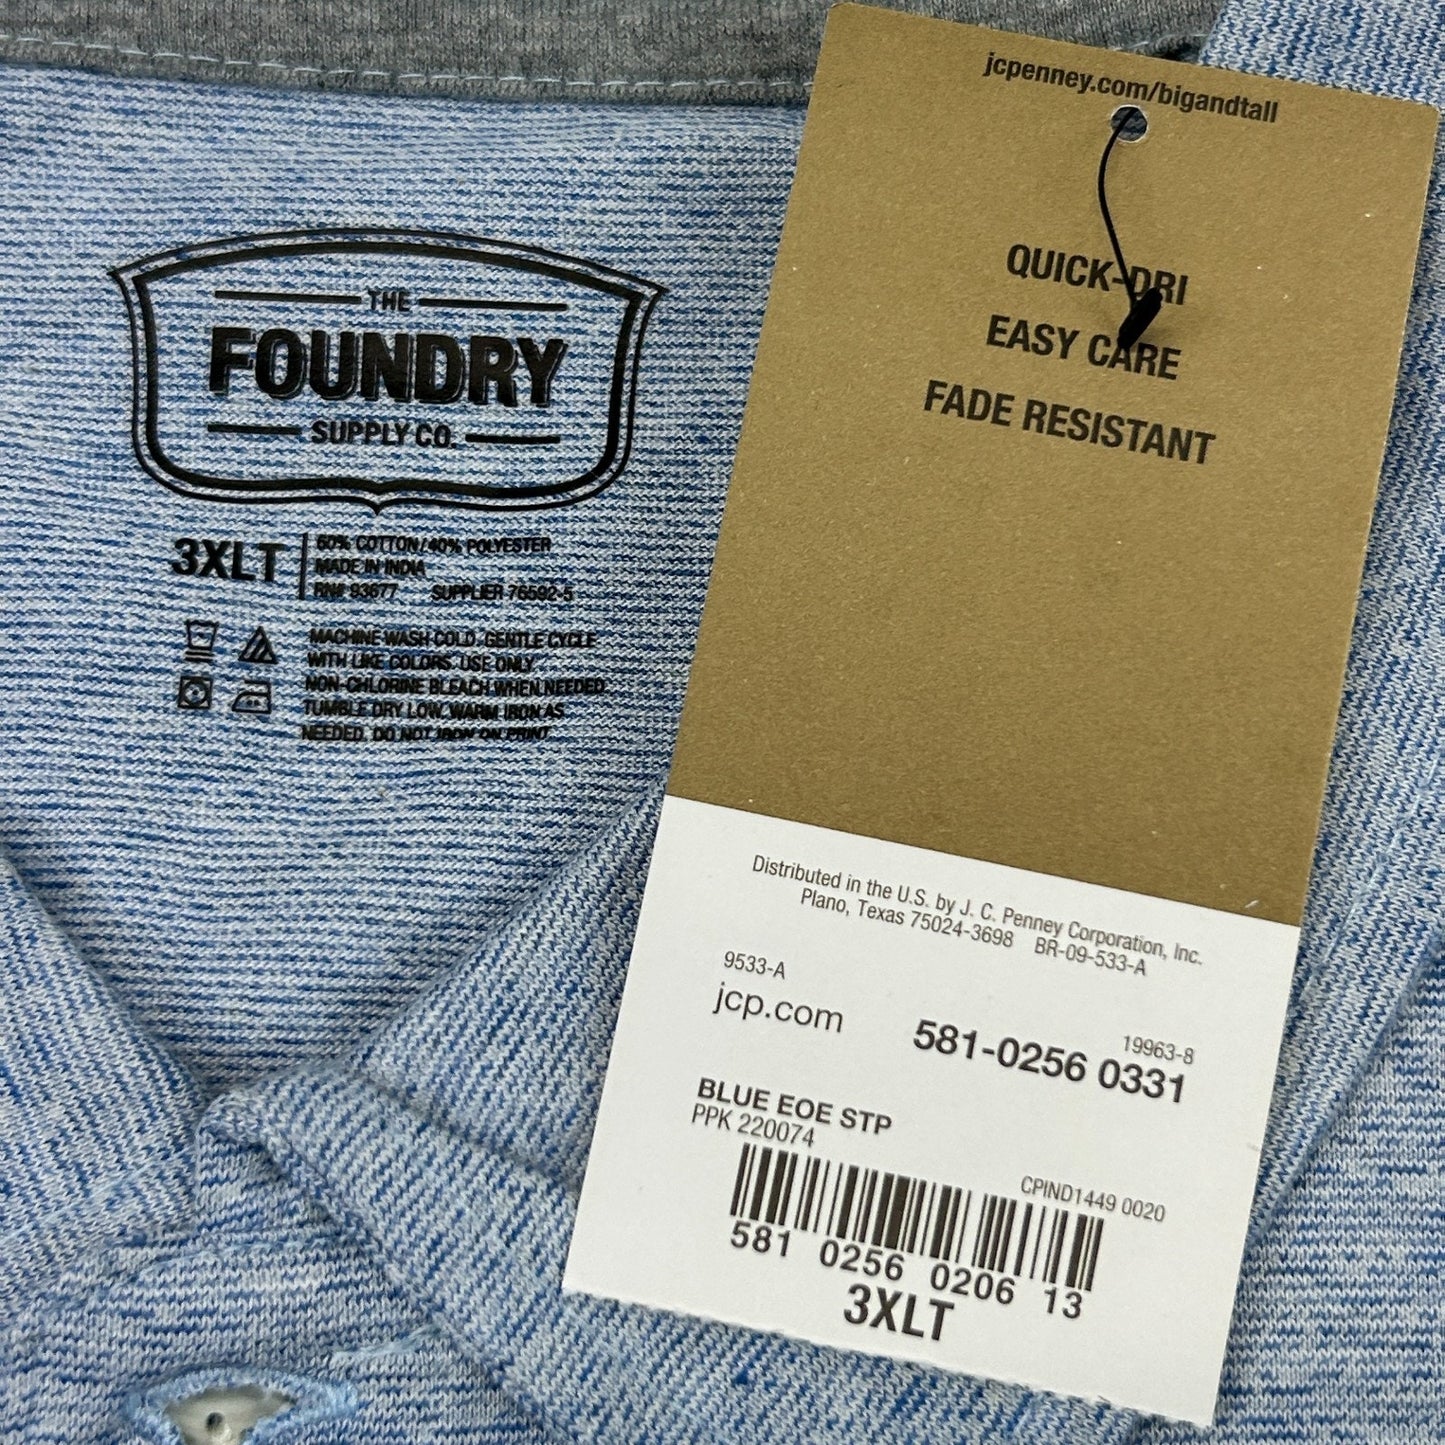 THE
FOUNDRY
SUPPLY CO.
3XLT
60% COTTON/40% POLYESTER
MADE IN INDIA
RN# 93677 SUPPLIER 76592-5
MACHINE WASH COLD, GENTLE CYCLE
WITH LIKE COLORS. USE ONLY
NON-CHLORINE BLEACH WHEN NEEDED.
TUMBLE DRY LOW. WARM IRON AS
NEEDED. DO NOT IRON ON PRINT.
jcpenney.com/bigandtall
QUICK-DRI
EASY CARE
FADE RESISTANT
Distributed in the U.S. by J. C. Penney Corporation, Inc.
Plano, Texas 75024-3698 BR-09-533-A
9533-A
jcp.com
19963-8
581-0256 0331
BLUE EOE STP
PPK 220074
CPIND1449 0020
581 0256 0206 13
3XLT